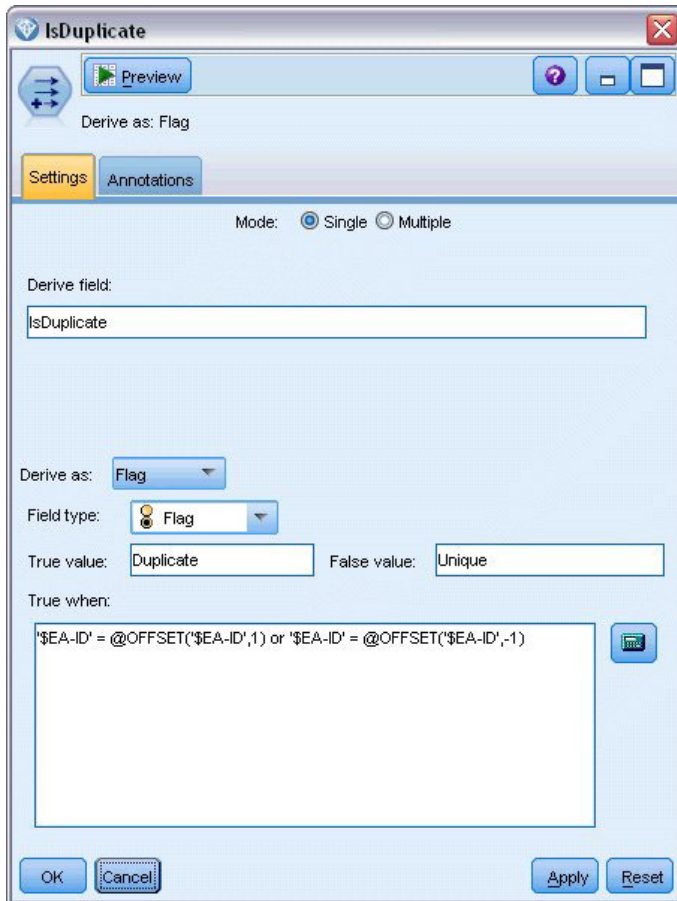 IsDuplicate
Preview
Derive as: Flag
Settings Annotations
Mode: Single Multiple
Derive field:
IsDuplicate
Derive as: Flag
Field type: Flag
True value: Duplicate False value: Unique
True when:
'$EA-ID' = @OFFSET('$EA-ID',1) or '$EA-ID' = @OFFSET('$EA-ID',-1)
OK Cancel Apply Reset